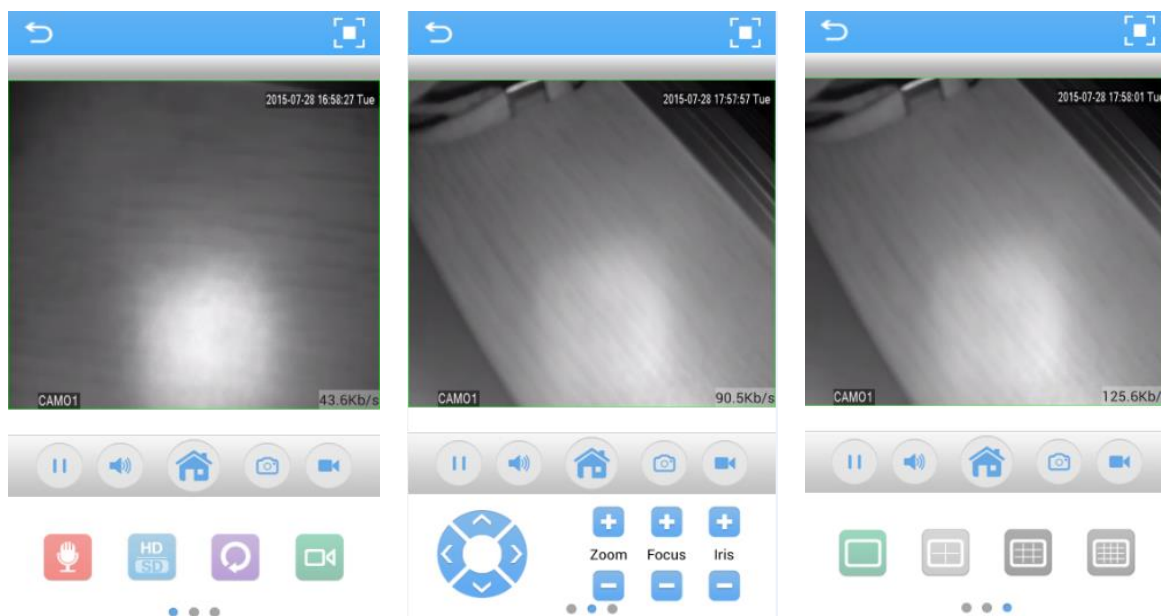 2015-07-28 16:58:27 Tue
CAM01
43.6Kb/s
HD
SD
2015-07-28 17:57:57 Tue
CAM01
90.5Kb/s
Zoom
Focus
Iris
2015-07-28 17:58:01 Tue
CAM01
125.6Kb/